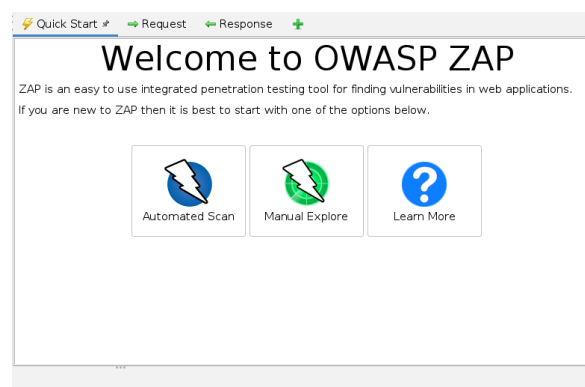 Quick Start Request Response
Welcome to OWASP ZAP
ZAP is an easy to use integrated penetration testing tool for finding vulnerabilities in web applications.
If you are new to ZAP then it is best to start with one of the options below.
Automated Scan Manual Explore Learn More